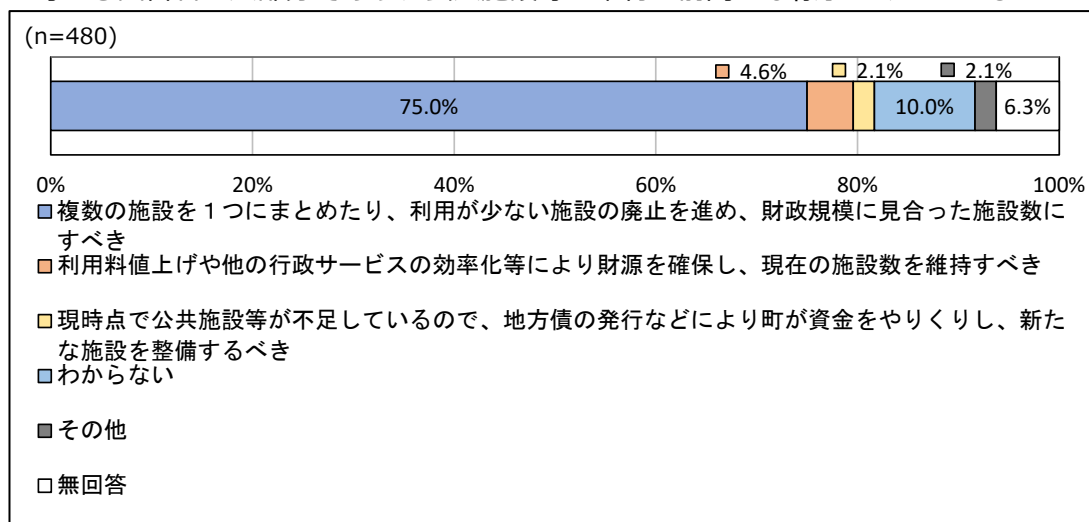 (n=480)
4.6% 2.1% 2.1%
75.0% 10.0% 6.3%
0% 20% 40% 60% 80% 100%
複数の施設を１つにまとめたり、利用が少ない施設の廃止を進め、財政規模に見合った施設数に
すべき
利用料値上げや他の行政サービスの効率化等により財源を確保し、現在の施設数を維持すべき
現時点で公共施設等が不足しているので、地方債の発行などにより町が資金をやりくりし、新た
な施設を整備するべき
わからない
その他
無回答